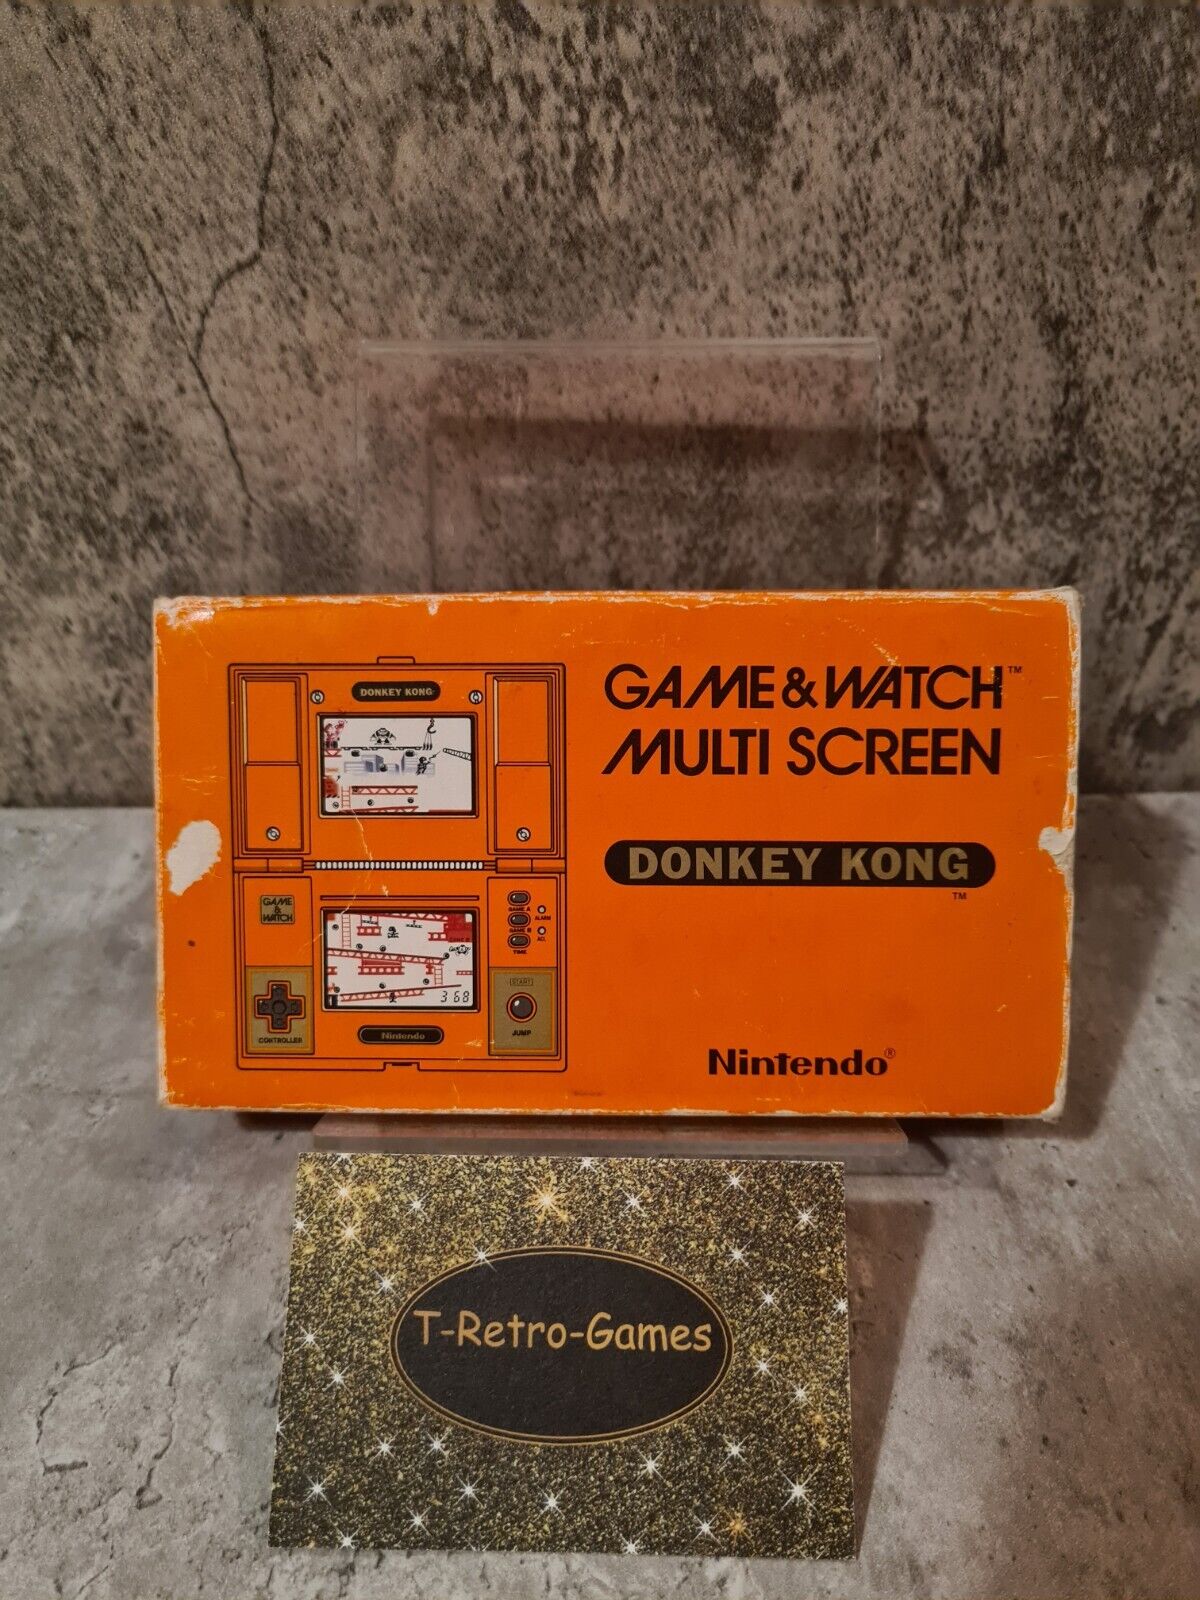 GAME & WATCH™
MULTI SCREEN
DONKEY KONG
™
Nintendo®
DONKEY KONG
GAME
&
WATCH
GAME A
ALARM
GAME B
ACL
TIME
368
START
CONTROLLER
JUMP
Nintendo
T-Retro-Games